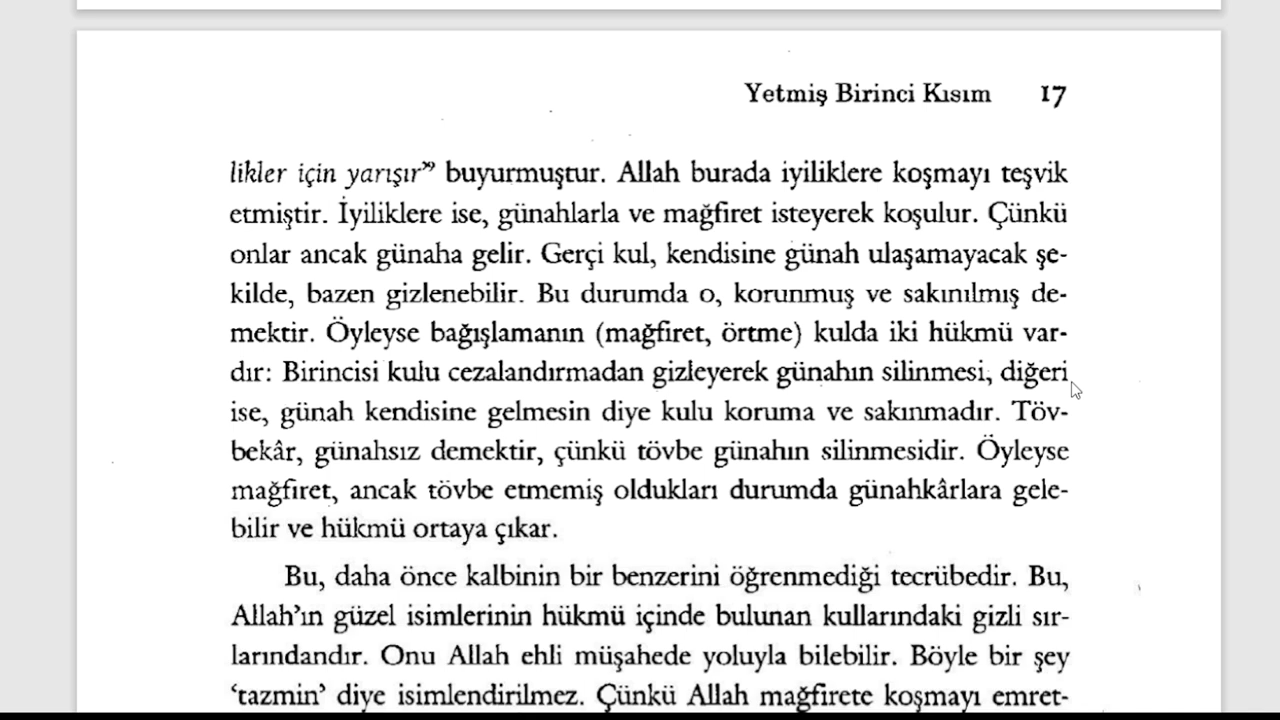 Yetmiş Birinci Kısım 17
likler için yarışır”⁹ buyurmuştur. Allah burada iyiliklere koşmayı teşvik
etmiştir. İyiliklere ise, günahlarla ve mağfiret isteyerek koşulur. Çünkü
onlar ancak günaha gelir. Gerçi kul, kendisine günah ulaşamayacak şe-
kilde, bazen gizlenebilir. Bu durumda o, korunmuş ve sakınılmış de-
mektir. Öyleyse bağışlamanın (mağfiret, örtme) kulda iki hükmü var-
dır: Birincisi kulu cezalandırmadan gizleyerek günahın silinmesi, diğeri
ise, günah kendisine gelmesin diye kulu koruma ve sakınmadır. Töv-
bekâr, günahsız demektir, çünkü tövbe günahın silinmesidir. Öyleyse
mağfiret, ancak tövbe etmemiş oldukları durumda günahkârlara gele-
bilir ve hükmü ortaya çıkar.
Bu, daha önce kalbinin bir benzerini öğrenmediği tecrübedir. Bu,
Allah’ın güzel isimlerinin hükmü içinde bulunan kullarındaki gizli sır-
larındandır. Onu Allah ehli müşahede yoluyla bilebilir. Böyle bir şey
‘tazmin’ diye isimlendirilmez. Çünkü Allah mağfirete koşmayı emret-